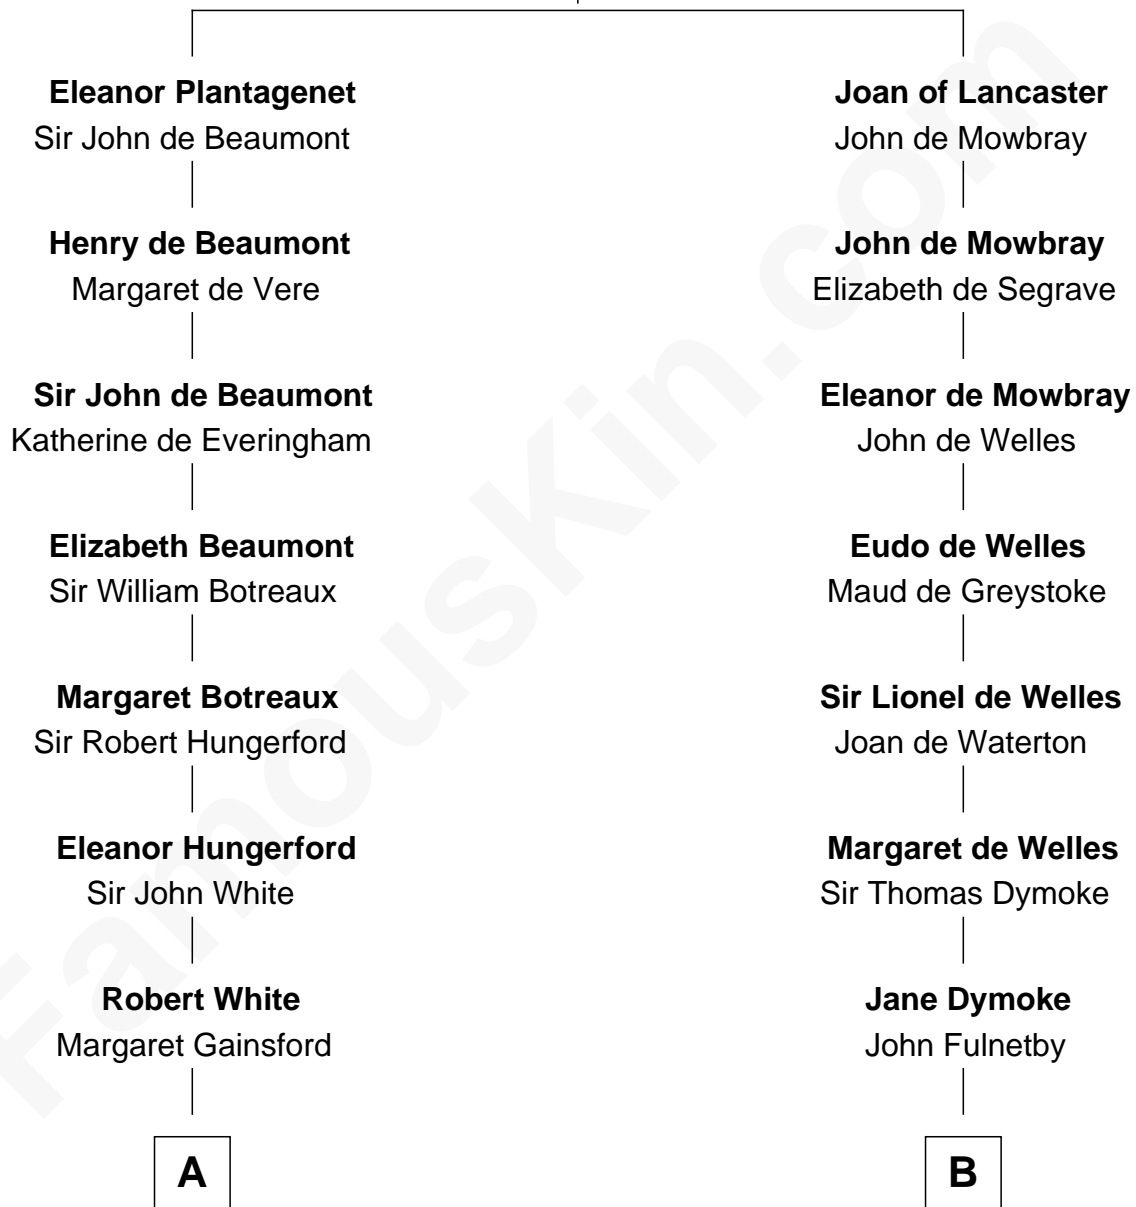 Eleanor Plantagenet
Sir John de Beaumont
Henry de Beaumont
Margaret de Vere
Sir John de Beaumont
Katherine de Everingham
Elizabeth Beaumont
Sir William Botreaux
Margaret Botreaux
Sir Robert Hungerford
Eleanor Hungerford
Sir John White
Robert White
Margaret Gainsford
A
Joan of Lancaster
John de Mowbray
John de Mowbray
Elizabeth de Segrave
Eleanor de Mowbray
John de Welles
Eudo de Welles
Maud de Greystoke
Sir Lionel de Welles
Joan de Waterton
Margaret de Welles
Sir Thomas Dymoke
Jane Dymoke
John Fulnetby
B
FamousKin.com